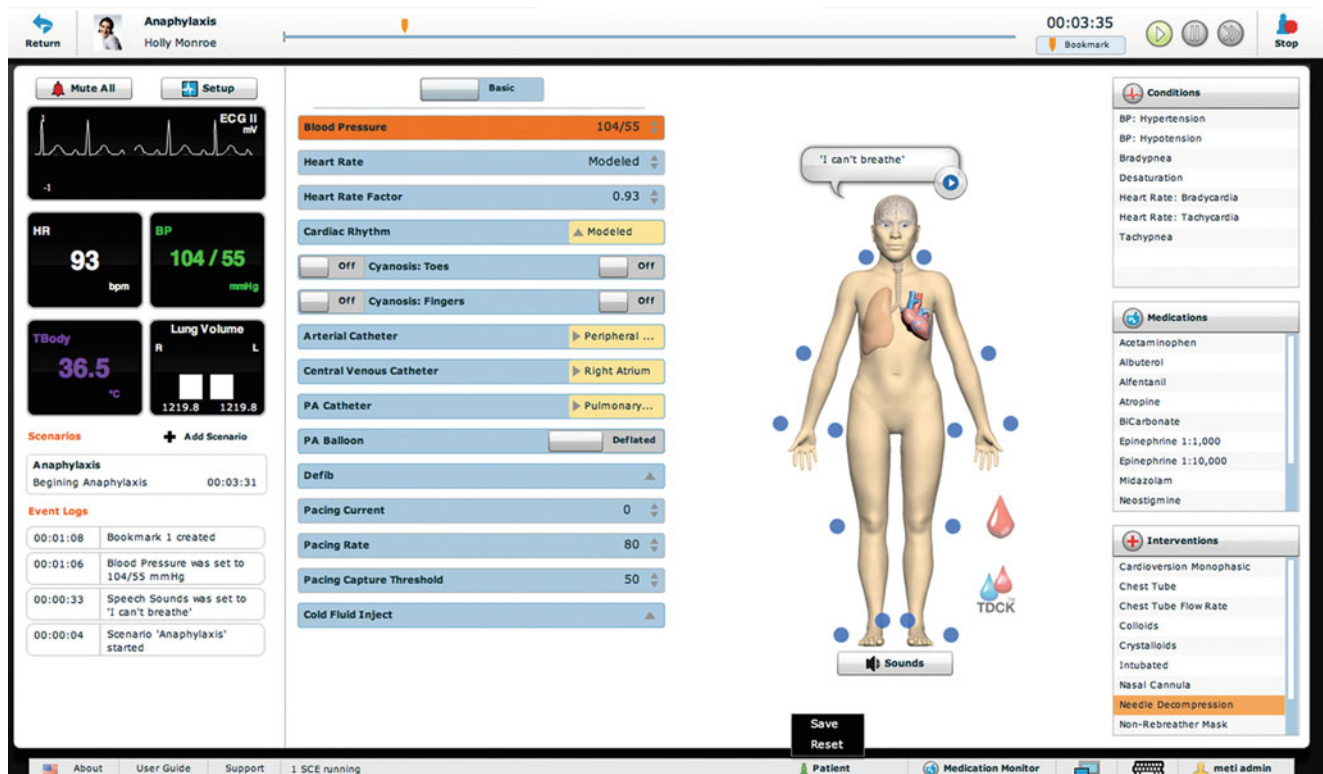 Return
Anaphylaxis
Holly Monroe
00:03:35
Bookmark
Stop
Mute All
Setup
ECG II
mV
1
-1
HR
93
bpm
BP
104 / 55
mmHg
TBody
36.5
°C
Lung Volume
R L
1219.8 1219.8
Scenarios
Add Scenario
Anaphylaxis
Begining Anaphylaxis 00:03:31
Event Logs
00:01:08 Bookmark 1 created
00:01:06 Blood Pressure was set to
104/55 mmHg
00:00:33 Speech Sounds was set to
'I can't breathe'
00:00:04 Scenario 'Anaphylaxis'
started
Basic
Blood Pressure 104/55
Heart Rate Modeled
Heart Rate Factor 0.93
Cardiac Rhythm Modeled
Off Cyanosis: Toes Off
Off Cyanosis: Fingers Off
Arterial Catheter Peripheral ...
Central Venous Catheter Right Atrium
PA Catheter Pulmonary...
PA Balloon Deflated
Defib
Pacing Current 0
Pacing Rate 80
Pacing Capture Threshold 50
Cold Fluid Inject
'I can't breathe'
TDCK™
Sounds
Conditions
BP: Hypertension
BP: Hypotension
Bradypnea
Desaturation
Heart Rate: Bradycardia
Heart Rate: Tachycardia
Tachypnea
Medications
Acetaminophen
Albuterol
Alfentanil
Atropine
BiCarbonate
Epinephrine 1:1,000
Epinephrine 1:10,000
Midazolam
Neostigmine
Interventions
Cardioversion Monophasic
Chest Tube
Chest Tube Flow Rate
Colloids
Crystalloids
Intubated
Nasal Cannula
Needle Decompression
Non-Rebreather Mask
Save
Reset
About User Guide Support 1 SCE running Patient Medication Monitor meti admin